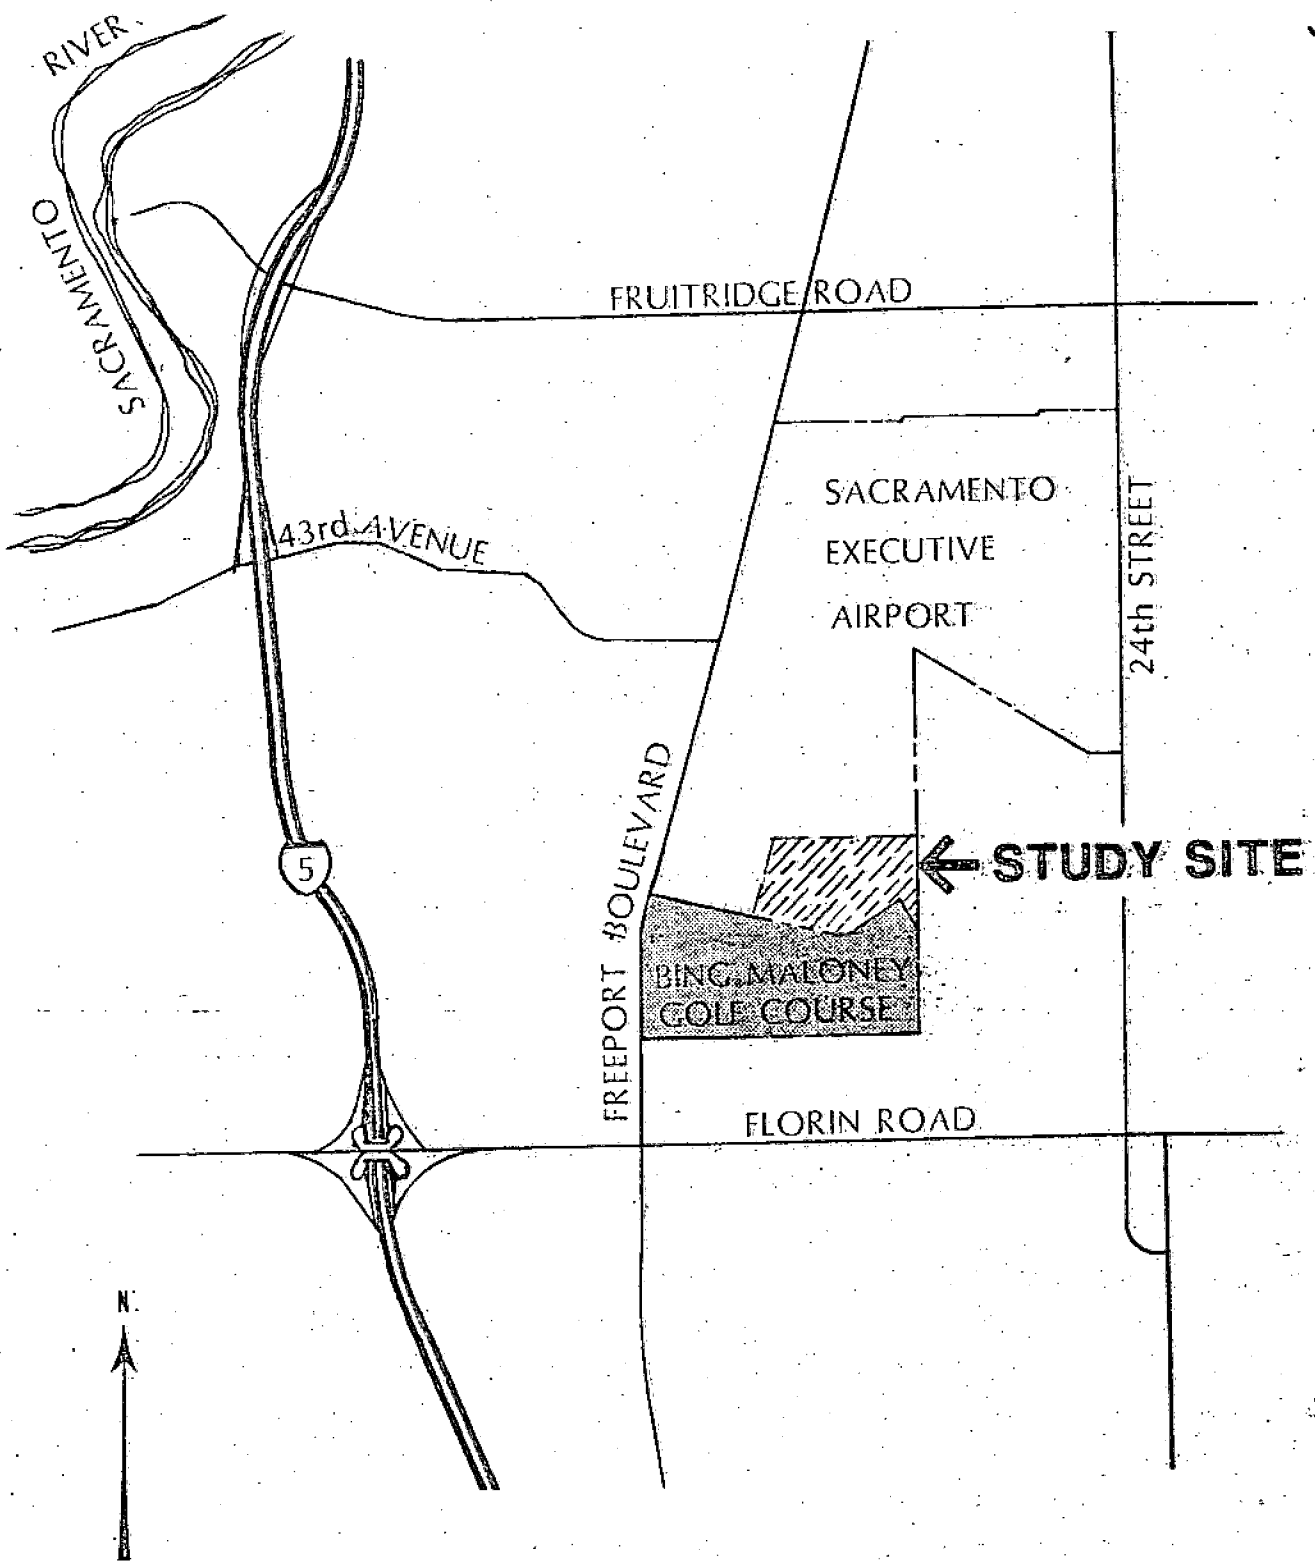 RIVER
SACRAMENTO
FRUITRIDGE ROAD
SACRAMENTO
EXECUTIVE
AIRPORT
24th STREET
43rd AVENUE
FREEPORT BOULEVARD
5
STUDY SITE
BING MALONEY
GOLF COURSE
FLORIN ROAD
N